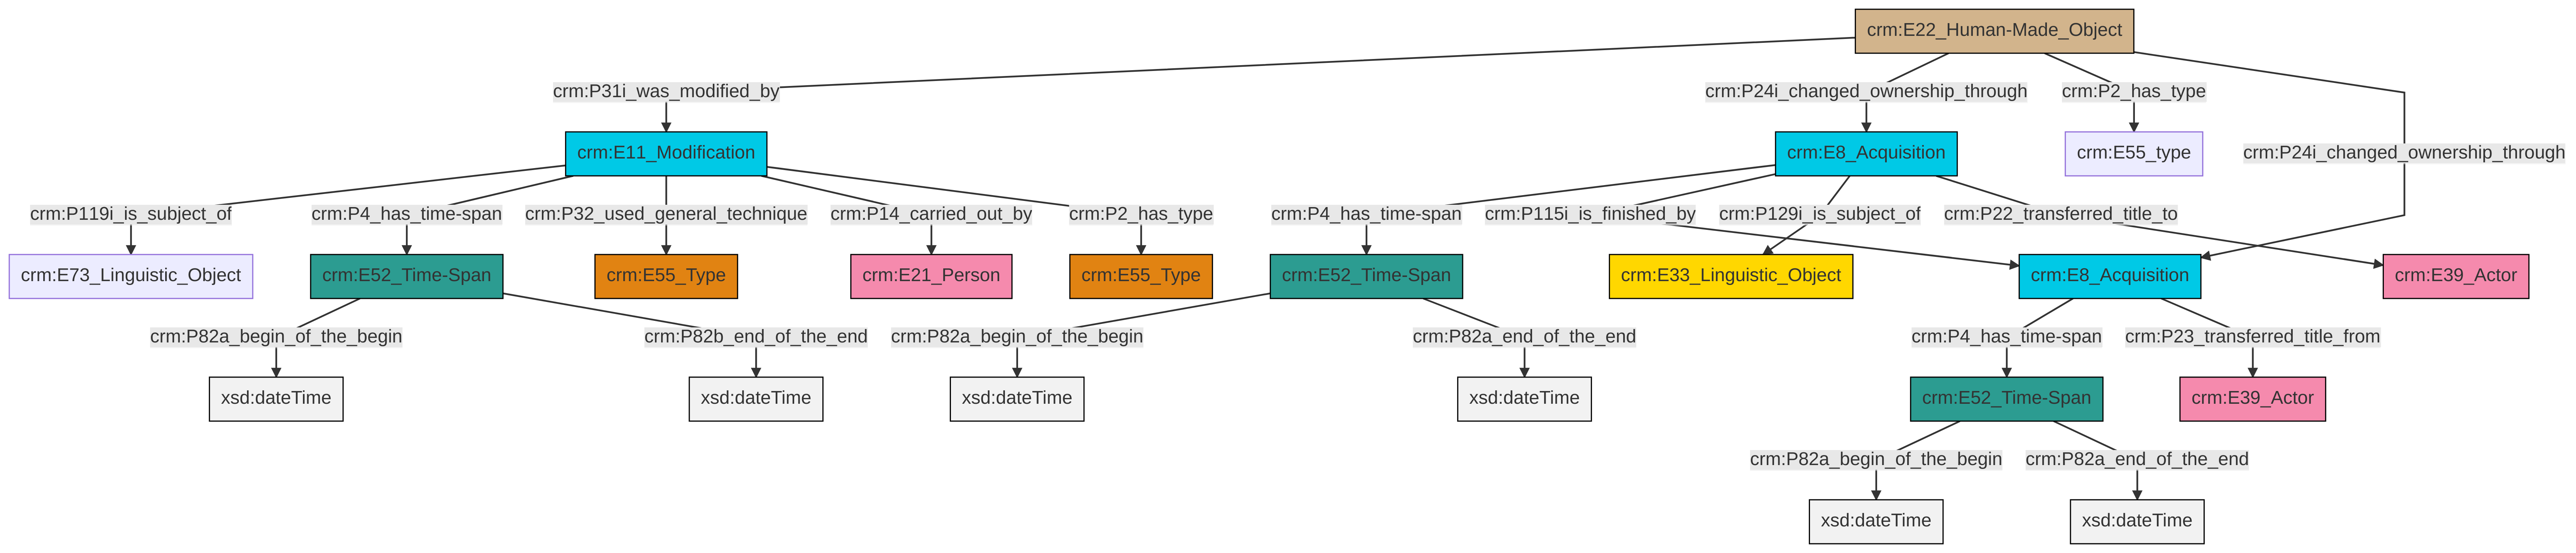 crm:E22_Human-Made_Object
crm:P31i_was_modified_by
crm:P24i_changed_ownership_through
crm:P2_has_type
crm:E11_Modification
crm:E8_Acquisition
crm:E55_type
crm:P24i_changed_ownership_through
crm:P119i_is_subject_of
crm:P4_has_time-span
crm:P32_used_general_technique
crm:P14_carried_out_by
crm:P2_has_type
crm:P4_has_time-span
crm:P115i_is_finished_by
crm:P129i_is_subject_of
crm:P22_transferred_title_to
crm:E73_Linguistic_Object
crm:E52_Time-Span
crm:E55_Type
crm:E21_Person
crm:E55_Type
crm:E52_Time-Span
crm:E33_Linguistic_Object
crm:E8_Acquisition
crm:E39_Actor
crm:P82a_begin_of_the_begin
crm:P82b_end_of_the_end
crm:P82a_begin_of_the_begin
crm:P82a_end_of_the_end
crm:P4_has_time-span
crm:P23_transferred_title_from
xsd:dateTime
xsd:dateTime
xsd:dateTime
xsd:dateTime
crm:E52_Time-Span
crm:E39_Actor
crm:P82a_begin_of_the_begin
crm:P82a_end_of_the_end
xsd:dateTime
xsd:dateTime